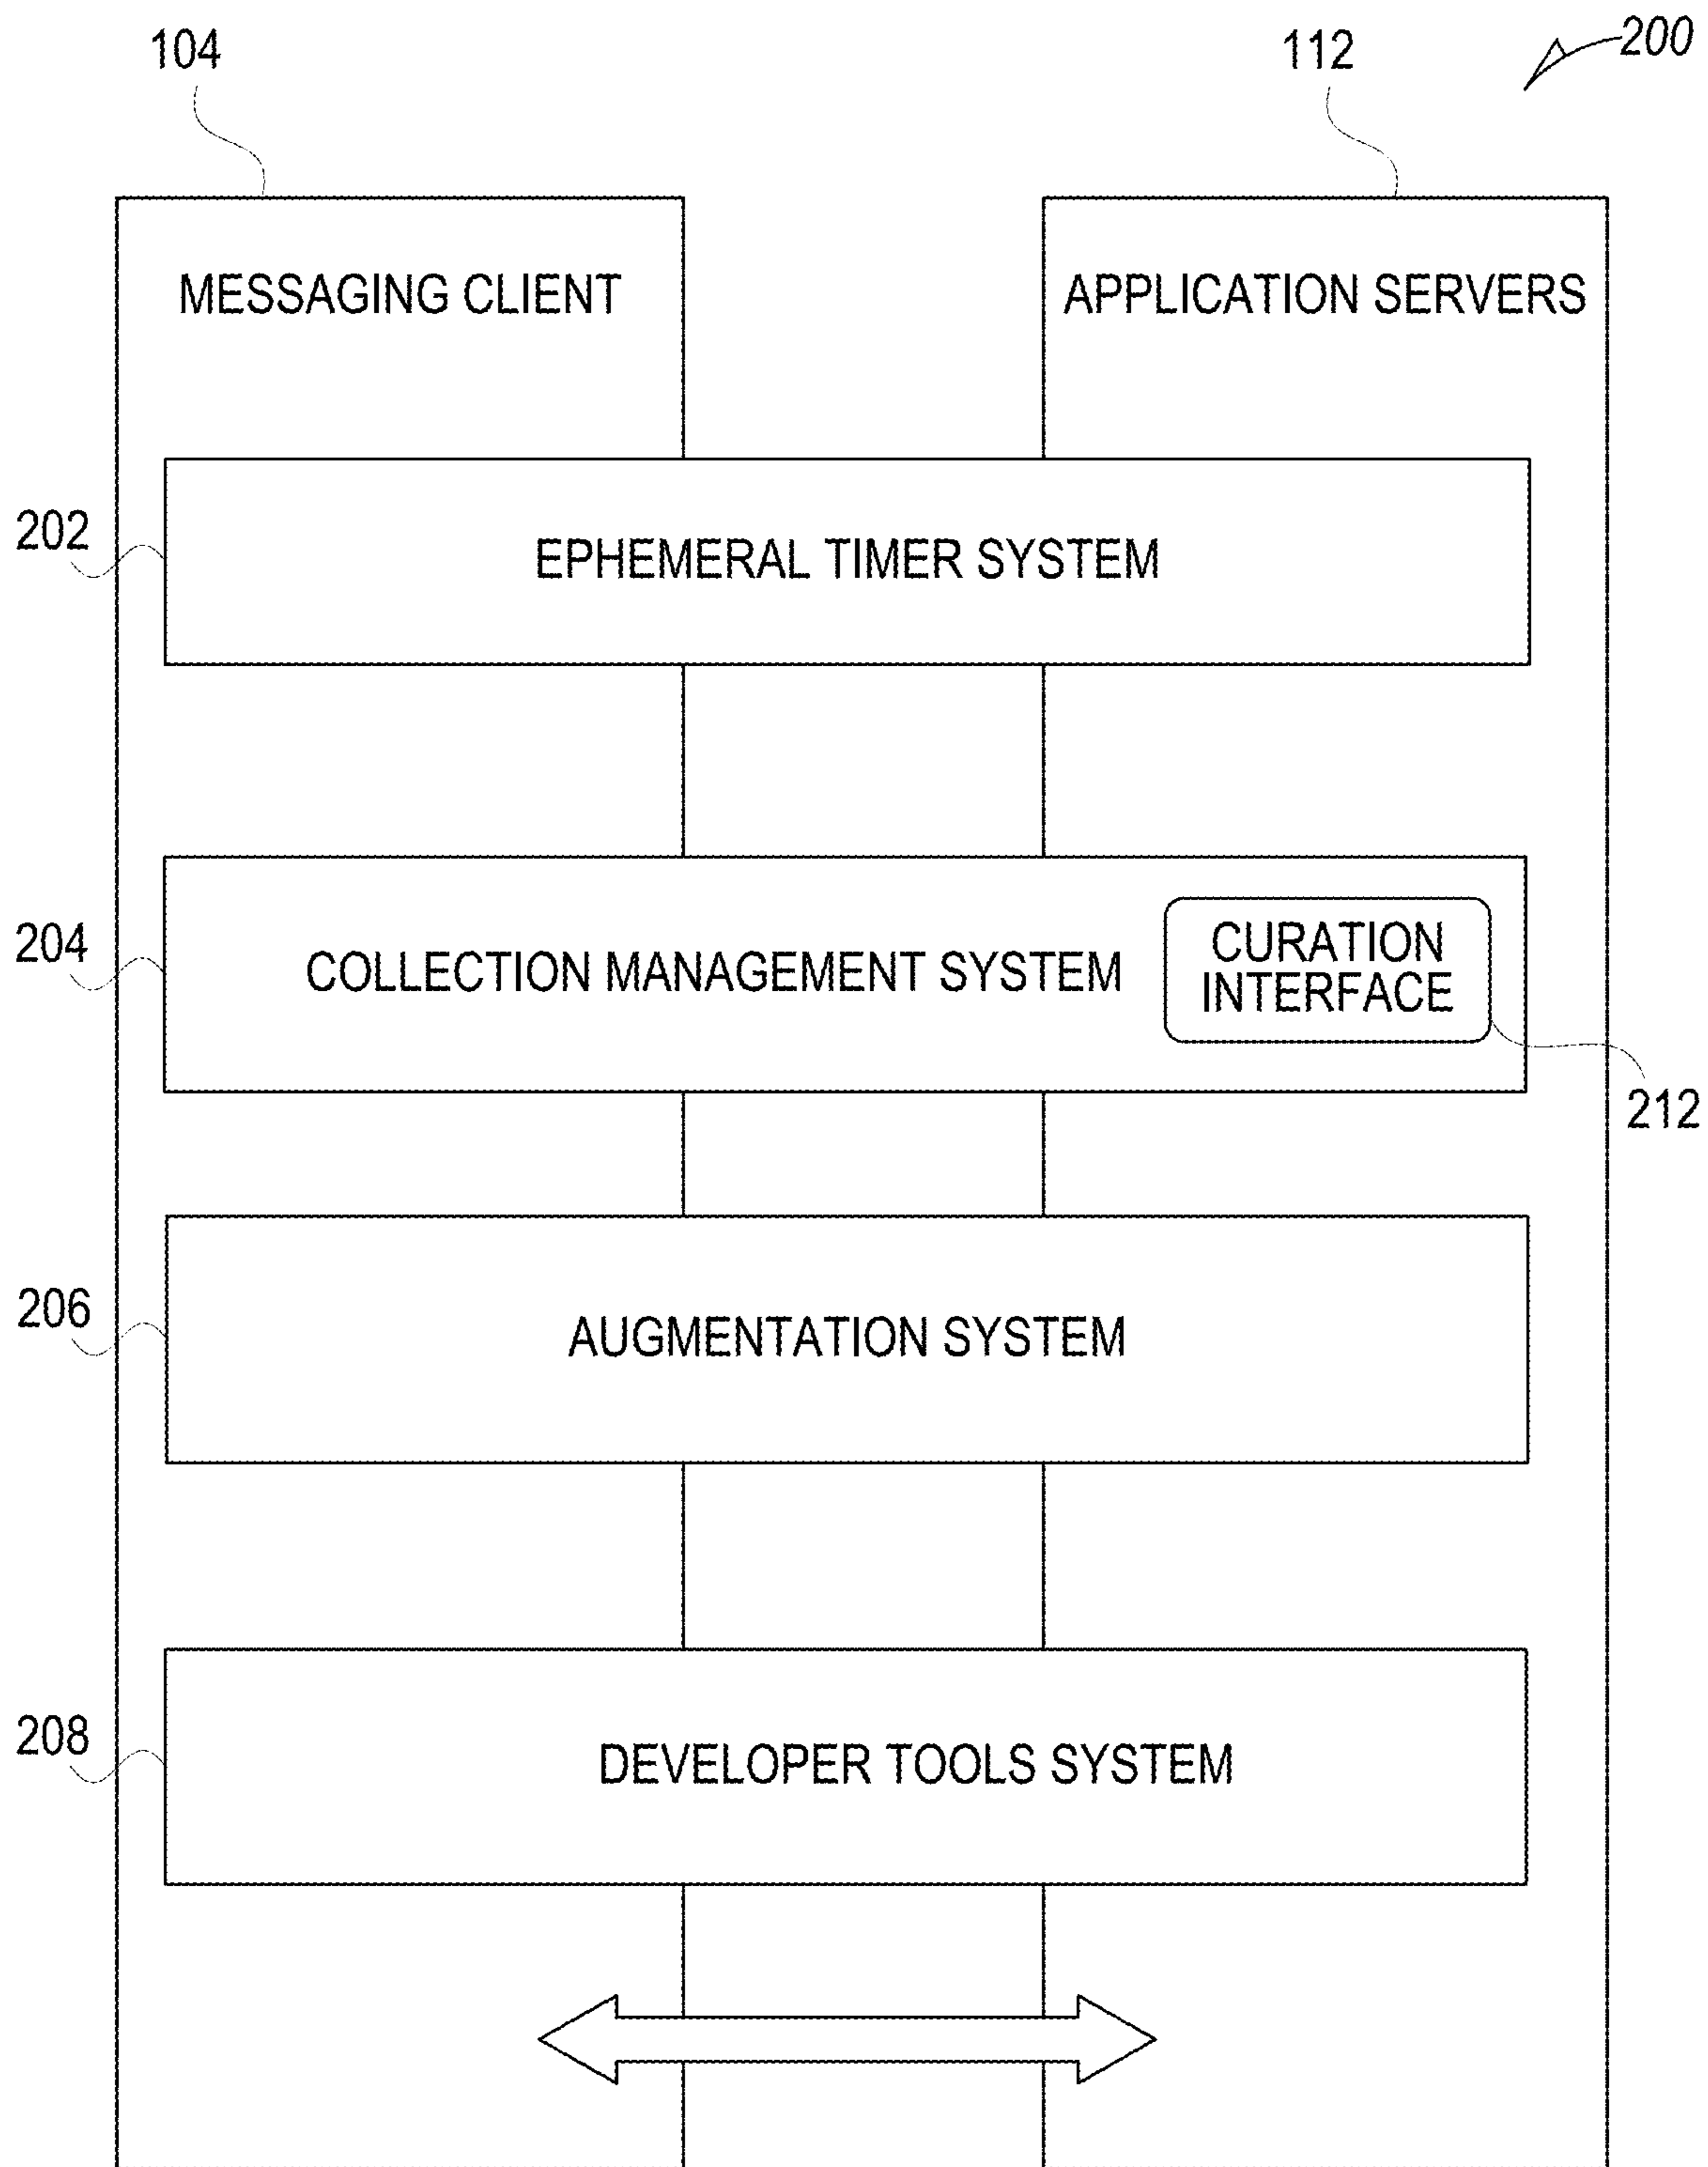 104
112
200
MESSAGING CLIENT
APPLICATION SERVERS
202
EPHEMERAL TIMER SYSTEM
204
COLLECTION MANAGEMENT SYSTEM
CURATION
INTERFACE
212
206
AUGMENTATION SYSTEM
208
DEVELOPER TOOLS SYSTEM